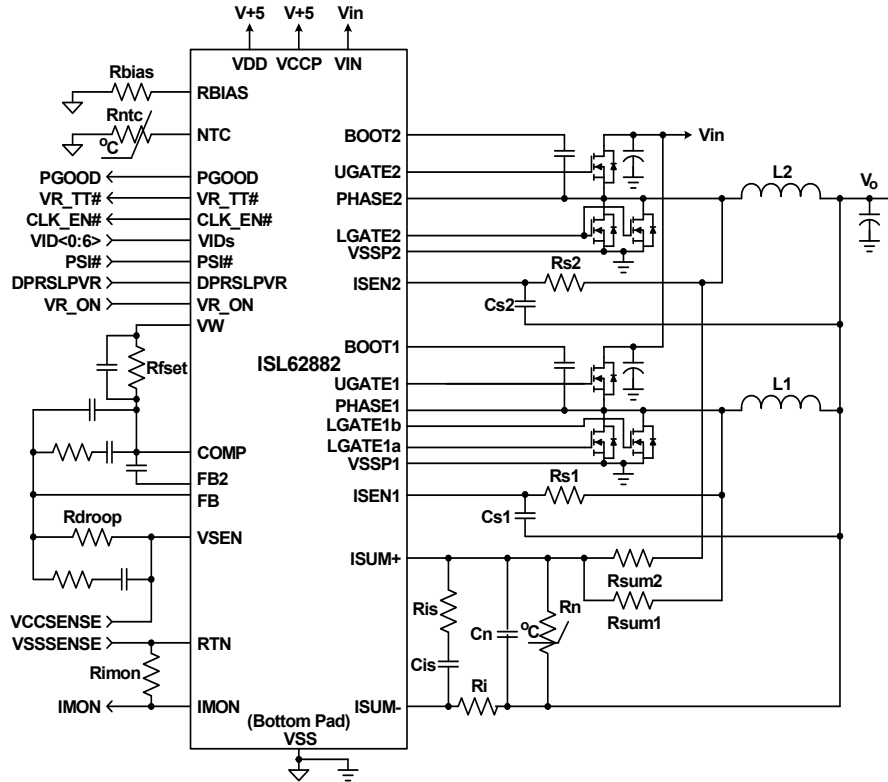 V+5 V+5 Vin
VDD VCCP VIN
Rbias
RBIAS
Rntc
°C
NTC
PGOOD PGOOD
VR_TT# VR_TT#
CLK_EN# CLK_EN#
VID<0:6> VIDs
PSI# PSI#
DPRSLPVR DPRSLPVR
VR_ON VR_ON
VW
Rfset
COMP
FB2
FB
Rdroop
VSEN
VCCSENSE
VSSSENSE RTN
Rimon
IMON IMON
ISL62882
(Bottom Pad)
VSS
BOOT2
Vin
UGATE2
PHASE2
L2
Vo
LGATE2
VSSP2
ISEN2
Rs2
Cs2
BOOT1
UGATE1
PHASE1
L1
LGATE1b
LGATE1a
VSSP1
ISEN1
Rs1
Cs1
ISUM+
Rsum2
Rsum1
Ris
Cn
°C
Rn
Cis
Ri
ISUM-